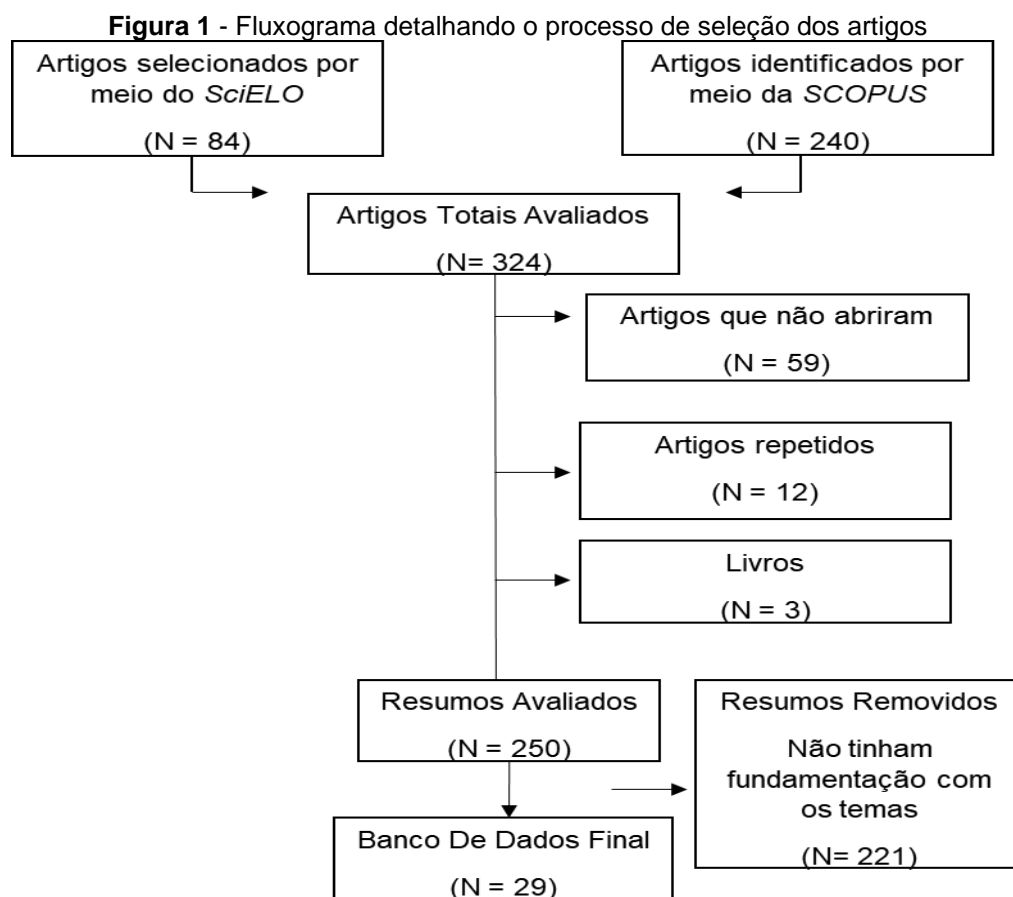 Figura 1 - Fluxograma detalhando o processo de seleção dos artigos
Artigos selecionados por
meio do SciELO
(N = 84)
Artigos identificados por
meio da SCOPUS
(N = 240)
Artigos Totais Avaliados
(N= 324)
Artigos que não abriram
(N = 59)
Artigos repetidos
(N = 12)
Livros
(N = 3)
Resumos Avaliados
(N = 250)
Resumos Removidos
Não tinham
fundamentação com
os temas
(N= 221)
Banco De Dados Final
(N = 29)